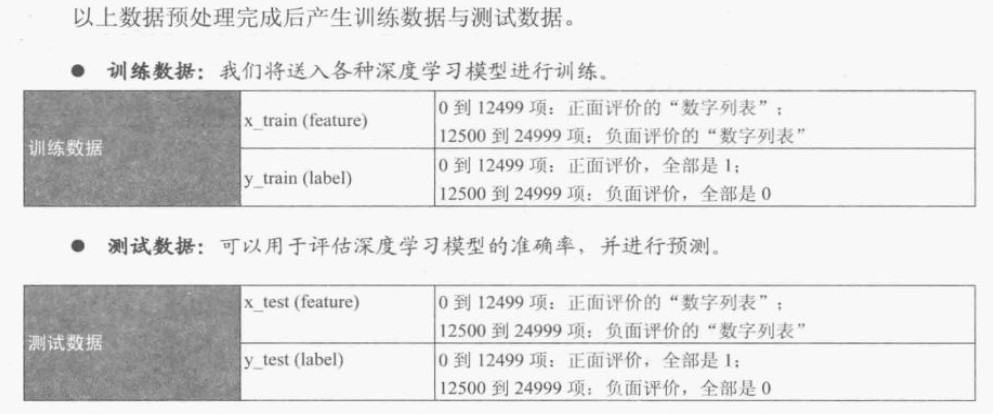 以上数据预处理完成后产生训练数据与测试数据。
● 训练数据：我们将送入各种深度学习模型进行训练。
训练数据
x_train (feature)
0 到 12499 项：正面评价的“数字列表”；
12500 到 24999 项：负面评价的“数字列表”
y_train (label)
0 到 12499 项：正面评价，全部是 1；
12500 到 24999 项：负面评价，全部是 0
● 测试数据：可以用于评估深度学习模型的准确率，并进行预测。
测试数据
x_test (feature)
0 到 12499 项：正面评价的“数字列表”；
12500 到 24999 项：负面评价的“数字列表”
y_test (label)
0 到 12499 项：正面评价，全部是 1；
12500 到 24999 项：负面评价，全部是 0